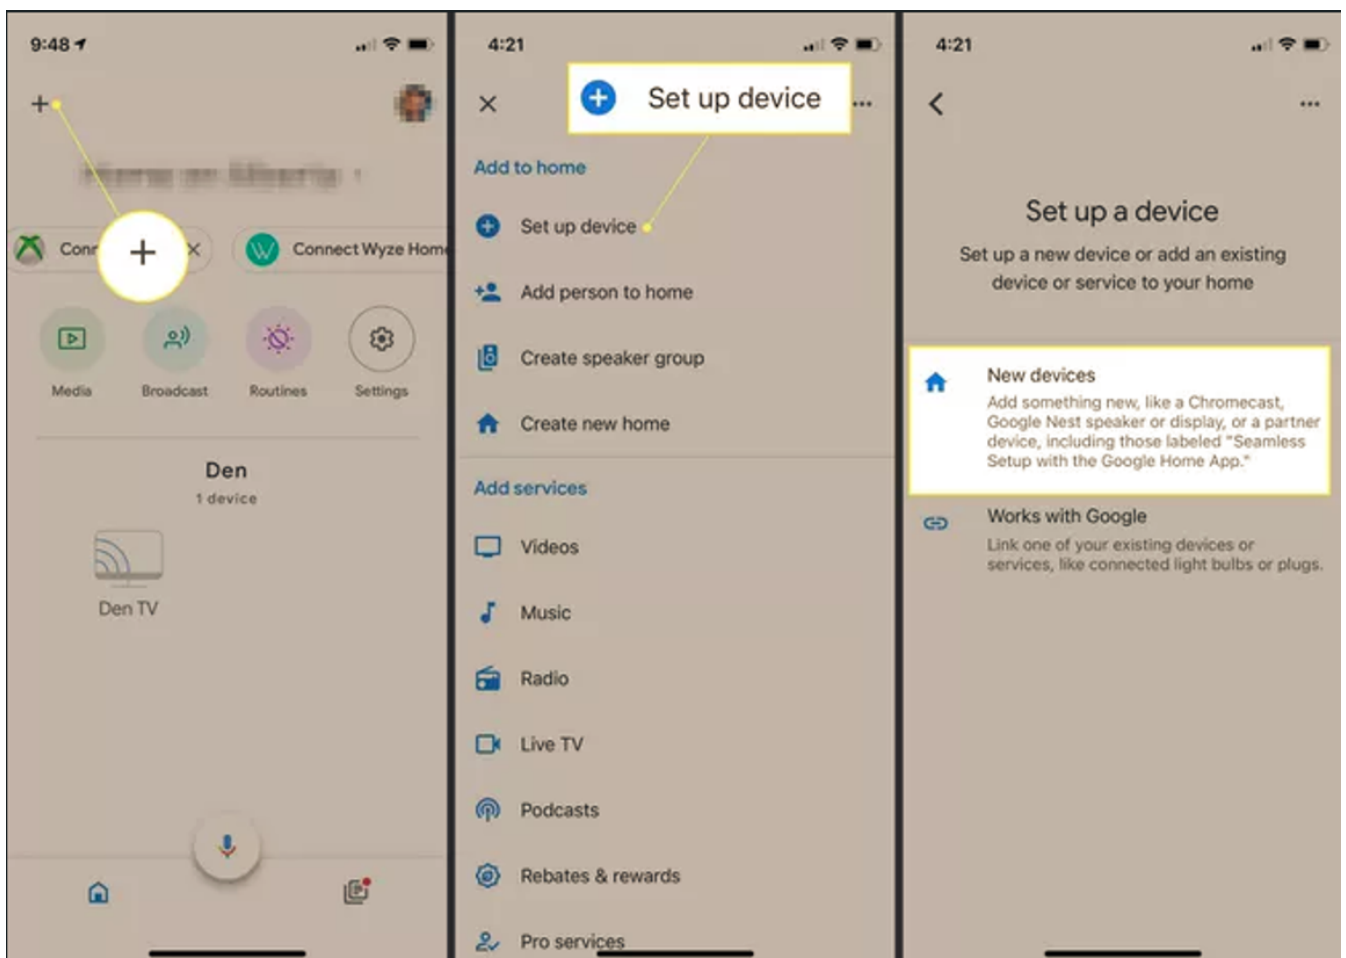 9:48
+
Conn
Connect Wyze Home
Media
Broadcast
Routines
Settings
Den
1 device
Den TV
4:21
Set up device
Add to home
Set up device
Add person to home
Create speaker group
Create new home
Add services
Videos
Music
Radio
Live TV
Podcasts
Rebates & rewards
Pro services
4:21
Set up a device
Set up a new device or add an existing
device or service to your home
New devices
Add something new, like a Chromecast,
Google Nest speaker or display, or a partner
device, including those labeled "Seamless
Setup with the Google Home App."
Works with Google
Link one of your existing devices or
services, like connected light bulbs or plugs.